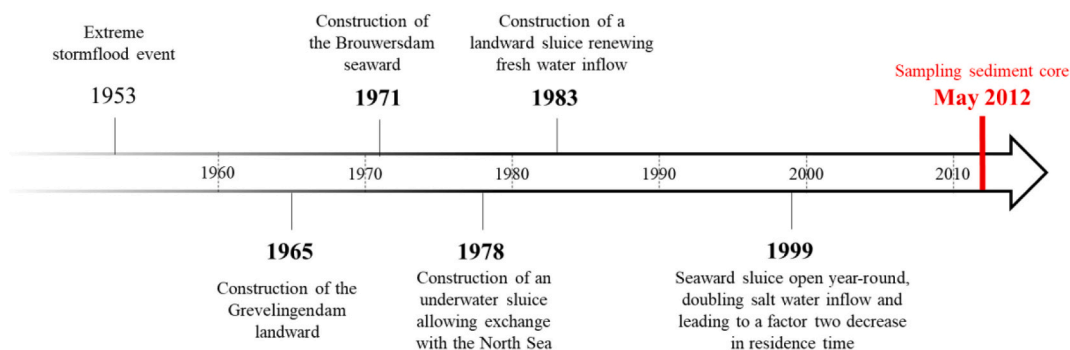 Extreme
stormflood event
1953
Construction of
the Brouwersdam
seaward
1971
Construction of a
landward sluice renewing
fresh water inflow
1983
Sampling sediment core
May 2012
1960
1970
1980
1990
2000
2010
1965
Construction of the
Grevelingendam
landward
1978
Construction of an
underwater sluice
allowing exchange
with the North Sea
1999
Seaward sluice open year-round,
doubling salt water inflow and
leading to a factor two decrease
in residence time